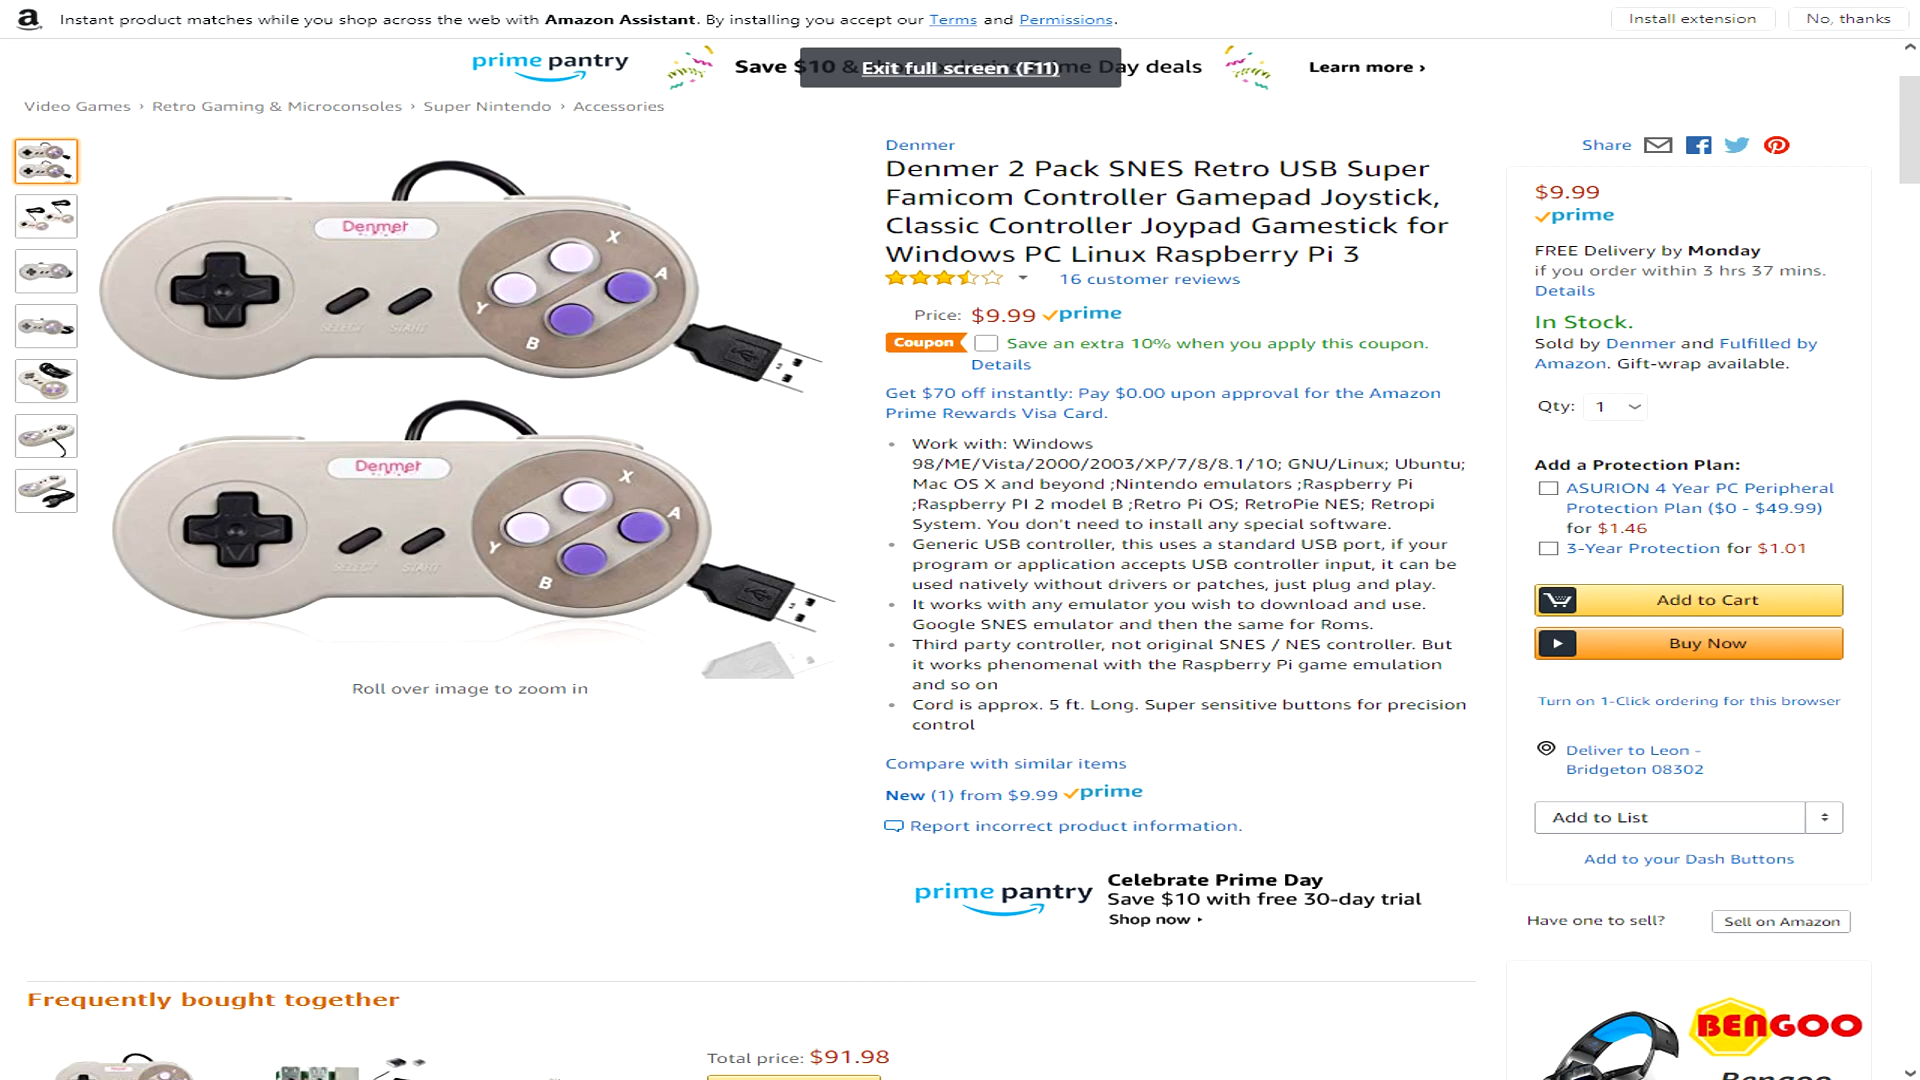 Instant product matches while you shop across the web with Amazon Assistant. By installing you accept our Terms and Permissions.
Install extension
No, thanks
prime pantry
Save $10 &
Exit full screen (F11)
me Day deals
Learn more ›
Video Games › Retro Gaming & Microconsoles › Super Nintendo › Accessories
Denmer
X
A
Y
B
SELECT START
Denmer
X
A
Y
B
SELECT START
Roll over image to zoom in
Denmer
Denmer 2 Pack SNES Retro USB Super
Famicom Controller Gamepad Joystick,
Classic Controller Joypad Gamestick for
Windows PC Linux Raspberry Pi 3
16 customer reviews
Price: $9.99 prime
Coupon Save an extra 10% when you apply this coupon.
Details
Get $70 off instantly: Pay $0.00 upon approval for the Amazon
Prime Rewards Visa Card.
• Work with: Windows
98/ME/Vista/2000/2003/XP/7/8/8.1/10; GNU/Linux; Ubuntu;
Mac OS X and beyond ;Nintendo emulators ;Raspberry Pi
;Raspberry PI 2 model B ;Retro Pi OS; RetroPie NES; Retropi
System. You don't need to install any special software.
• Generic USB controller, this uses a standard USB port, if your
program or application accepts USB controller input, it can be
used natively without drivers or patches, just plug and play.
• It works with any emulator you wish to download and use.
Google SNES emulator and then the same for Roms.
• Third party controller, not original SNES / NES controller. But
it works phenomenal with the Raspberry Pi game emulation
and so on
• Cord is approx. 5 ft. Long. Super sensitive buttons for precision
control
Compare with similar items
New (1) from $9.99 prime
Report incorrect product information.
prime pantry
Celebrate Prime Day
Save $10 with free 30-day trial
Shop now ›
Share
$9.99
prime
FREE Delivery by Monday
if you order within 3 hrs 37 mins.
Details
In Stock.
Sold by Denmer and Fulfilled by
Amazon. Gift-wrap available.
Qty: 1
Add a Protection Plan:
ASURION 4 Year PC Peripheral
Protection Plan ($0 - $49.99)
for $1.46
3-Year Protection for $1.01
Add to Cart
Buy Now
Turn on 1-Click ordering for this browser
Deliver to Leon -
Bridgeton 08302
Add to List
Add to your Dash Buttons
Have one to sell?
Sell on Amazon
BENGOO
Bengoo
Frequently bought together
Total price: $91.98